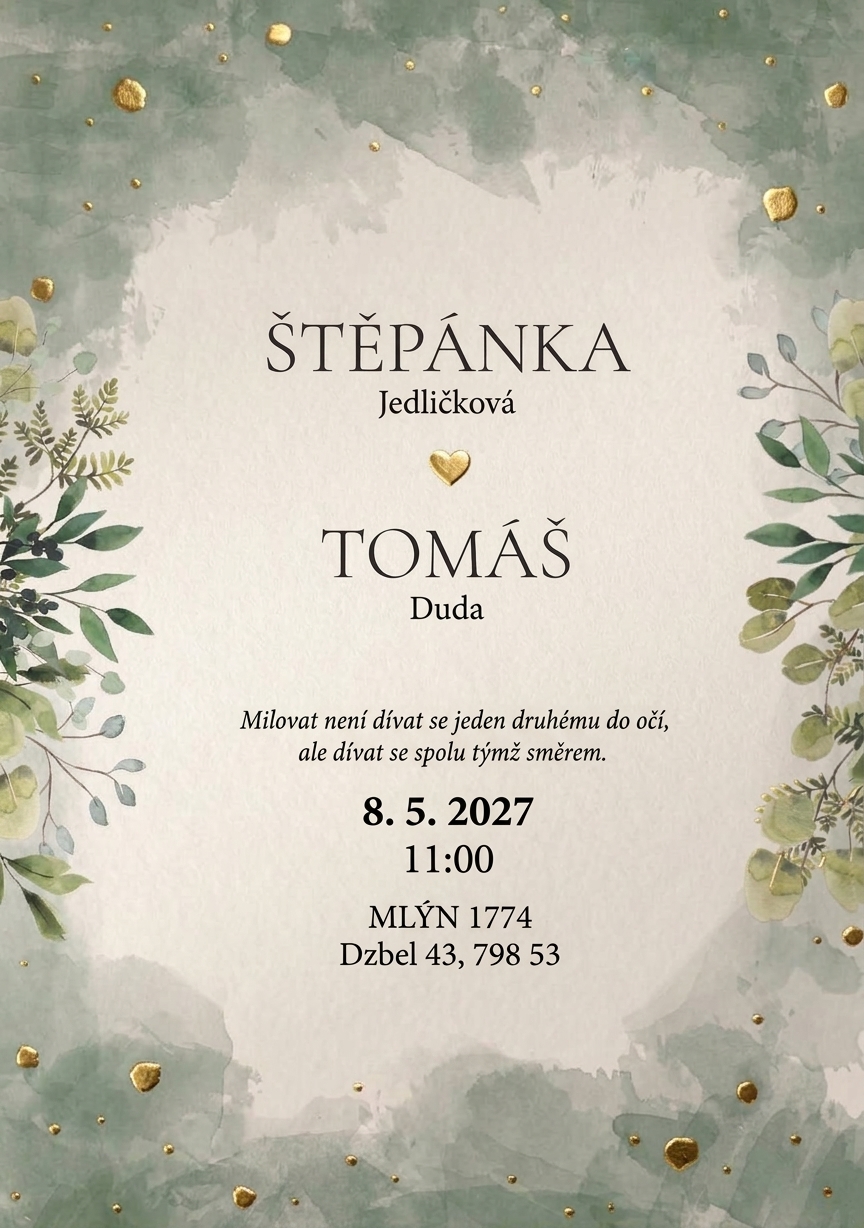 ŠTĚPÁNKA
Jedličková
TOMÁŠ
Duda
Milovat není dívat se jeden druhému do očí,
ale dívat se spolu týmž směrem.
8. 5. 2027
11:00
MLÝN 1774
Dzbel 43, 798 53